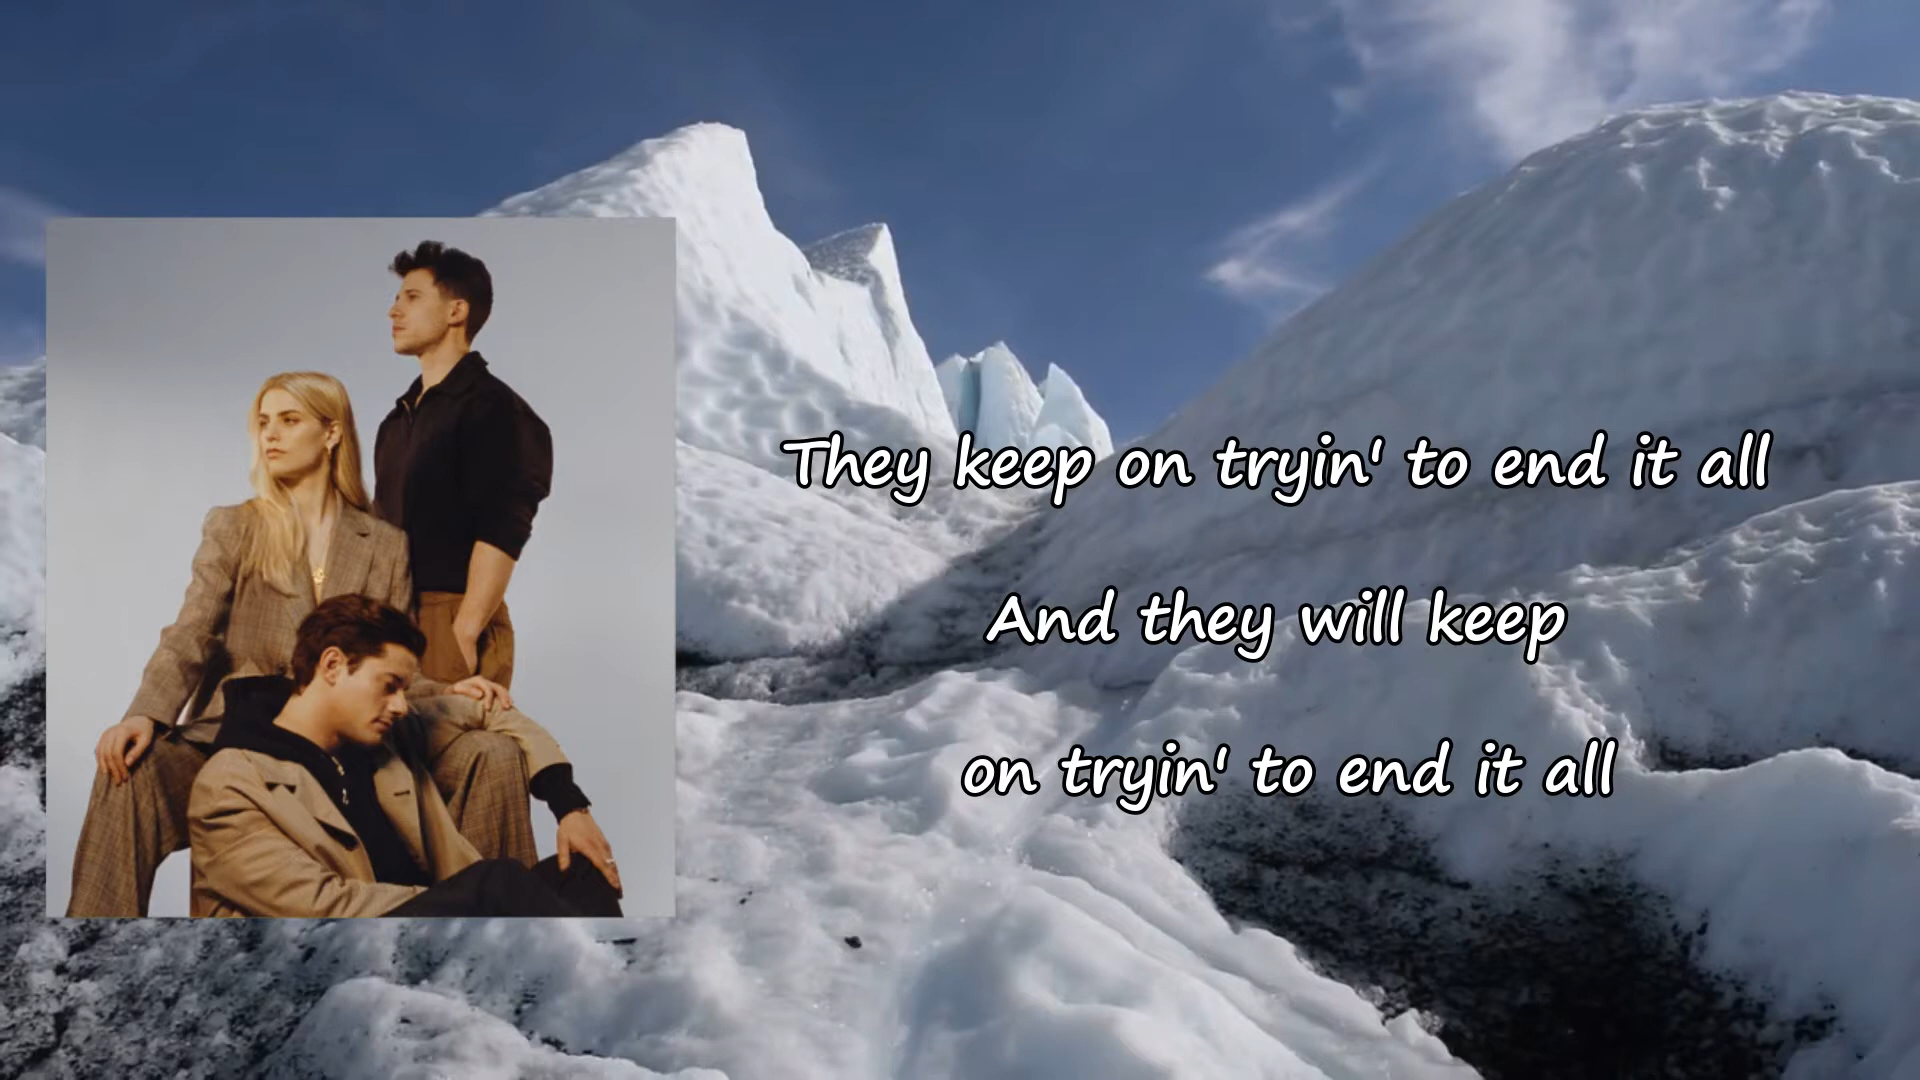 They keep on tryin' to end it all
And they will keep
on tryin' to end it all